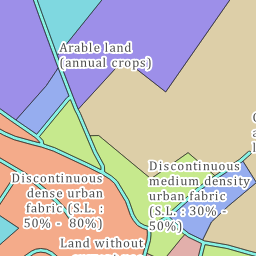 Arable land
(annual crops)
Discontinuous
dense urban
fabric (S.L. :
50% - 80%)
Discontinuous
medium density
urban fabric
(S.L. : 30% -
50%)
Land without